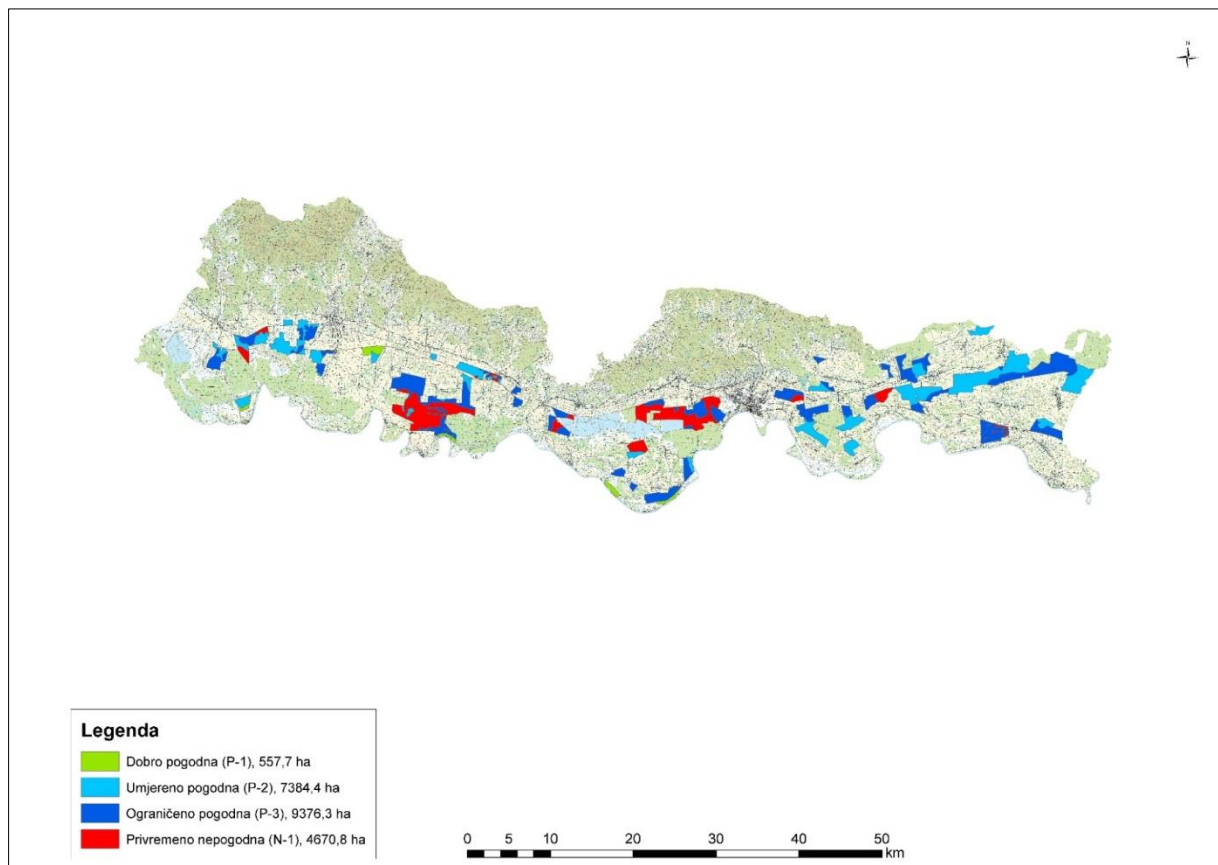 N
Legenda
Dobro pogodna (P-1), 557,7 ha
Umjereno pogodna (P-2), 7384,4 ha
Ograničeno pogodna (P-3), 9376,3 ha
Privremeno nepogodna (N-1), 4670,8 ha
0 5 10 20 30 40 50
km